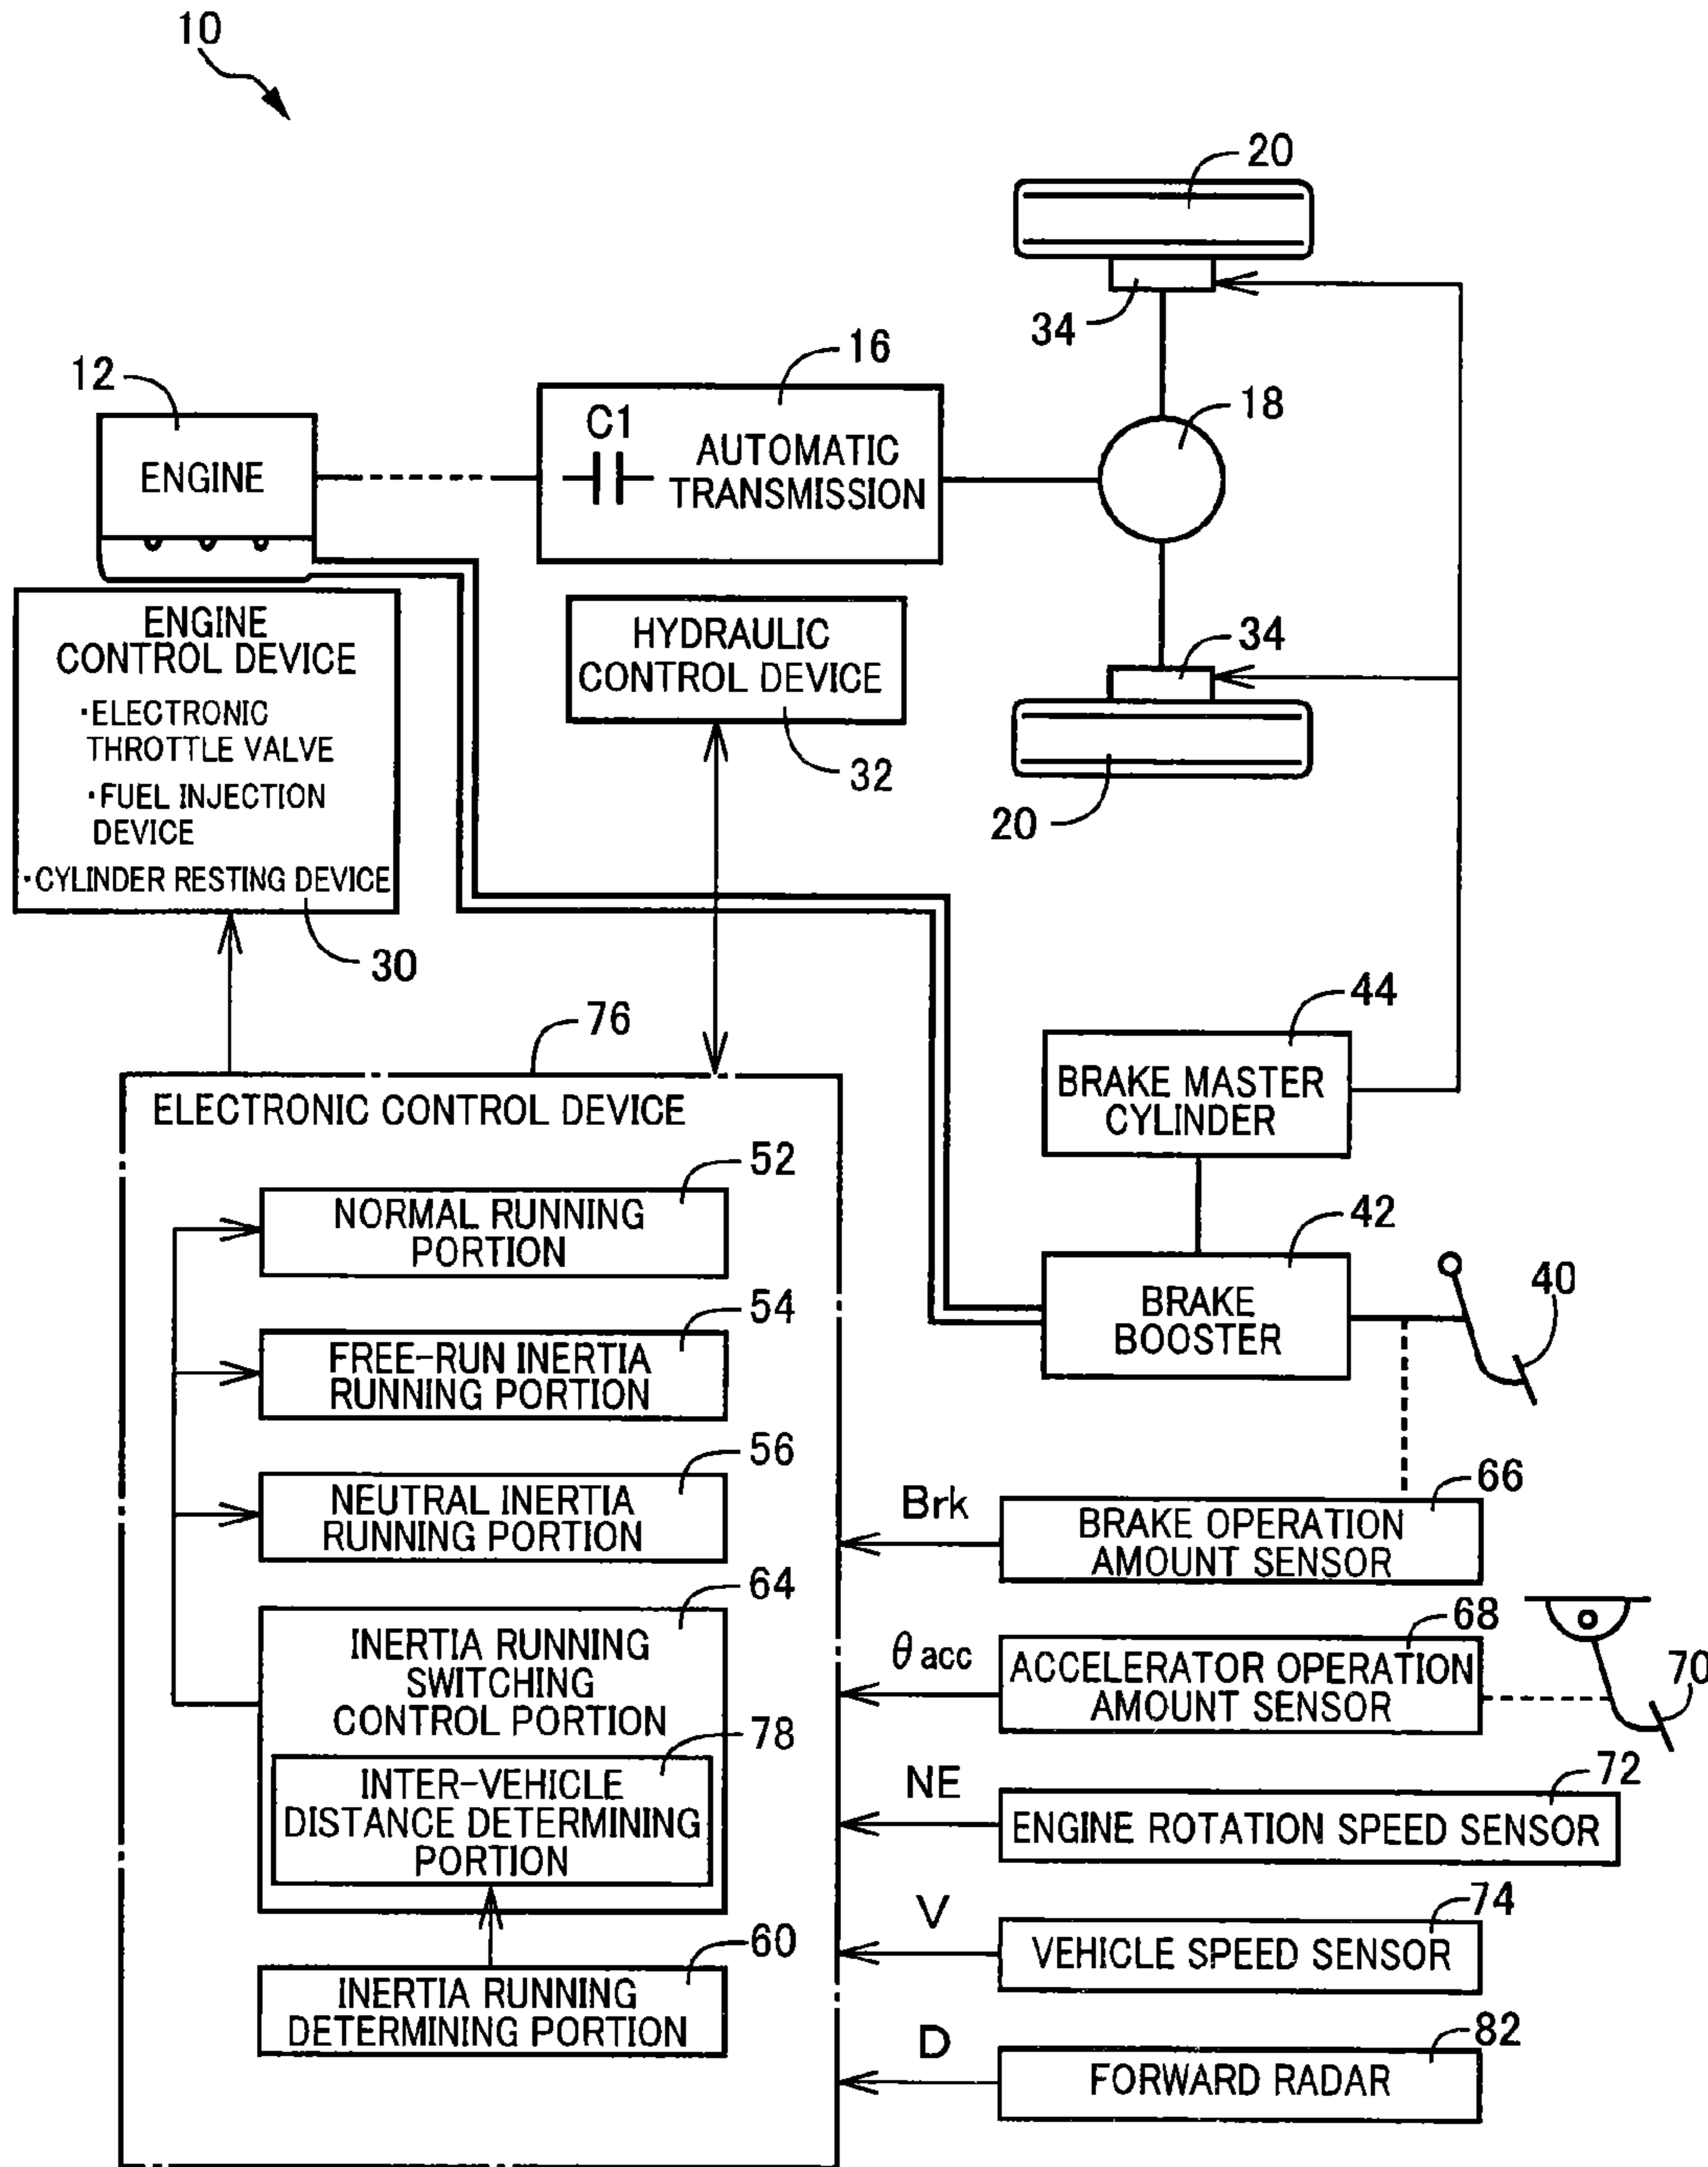 10
20
34
16
12
C1
AUTOMATIC
TRANSMISSION
18
ENGINE
ENGINE
CONTROL DEVICE
·ELECTRONIC
THROTTLE VALVE
·FUEL INJECTION
DEVICE
·CYLINDER RESTING DEVICE
30
HYDRAULIC
CONTROL DEVICE
32
34
20
44
BRAKE MASTER
CYLINDER
42
BRAKE
BOOSTER
40
76
ELECTRONIC CONTROL DEVICE
52
NORMAL RUNNING
PORTION
54
FREE-RUN INERTIA
RUNNING PORTION
56
NEUTRAL INERTIA
RUNNING PORTION
64
INERTIA RUNNING
SWITCHING
CONTROL PORTION
78
INTER-VEHICLE
DISTANCE DETERMINING
PORTION
60
INERTIA RUNNING
DETERMINING PORTION
Brk
66
BRAKE OPERATION
AMOUNT SENSOR
θacc
68
ACCELERATOR OPERATION
AMOUNT SENSOR
70
NE
72
ENGINE ROTATION SPEED SENSOR
V
74
VEHICLE SPEED SENSOR
D
82
FORWARD RADAR